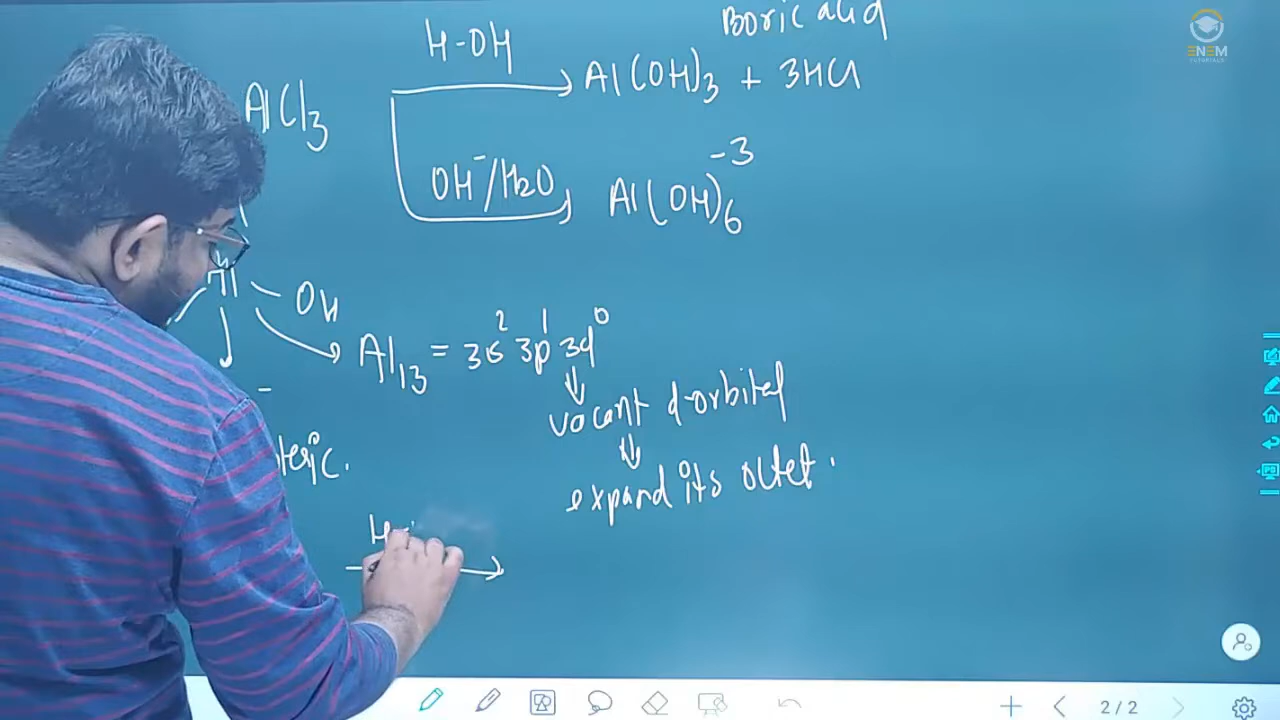 Boric acid
H-OH
AlCl3
Al(OH)3 + 3HCl
OH⁻/H2O
Al(OH)6⁻³
OH
Al13 = 3s² 3p¹ 3d⁰
vacant d-orbital
expand its octet.
teric.
ENEM
TUTORIALS
2/2